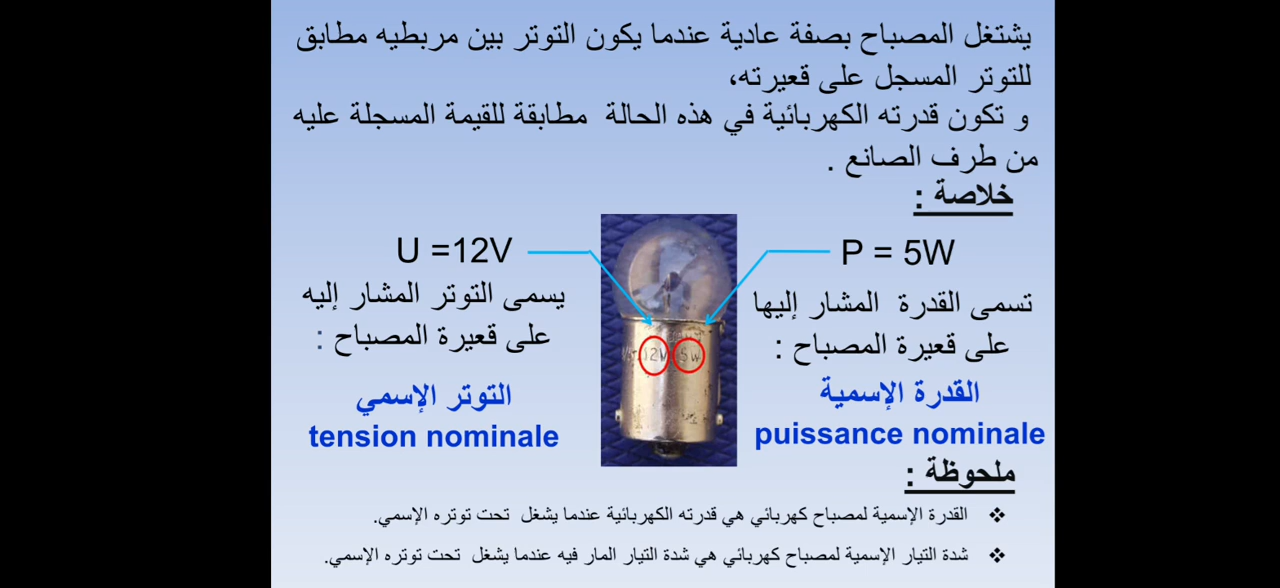 يشتغل المصباح بصفة عادية عندما يكون التوتر بين مربطيه مطابق
للتوتر المسجل على قعيرته،
و تكون قدرته الكهربائية في هذه الحالة مطابقة للقيمة المسجلة عليه
من طرف الصانع .
خلاصة :
P = 5W
تسمى القدرة المشار إليها
على قعيرة المصباح :
القدرة الإسمية
puissance nominale
U =12V
يسمى التوتر المشار إليه
على قعيرة المصباح :
التوتر الإسمي
tension nominale
12V 5W
ملحوظة :
❖ القدرة الإسمية لمصباح كهربائي هي قدرته الكهربائية عندما يشغل تحت توتره الإسمي.
❖ شدة التيار الإسمية لمصباح كهربائي هي شدة التيار المار فيه عندما يشغل تحت توتره الإسمي.